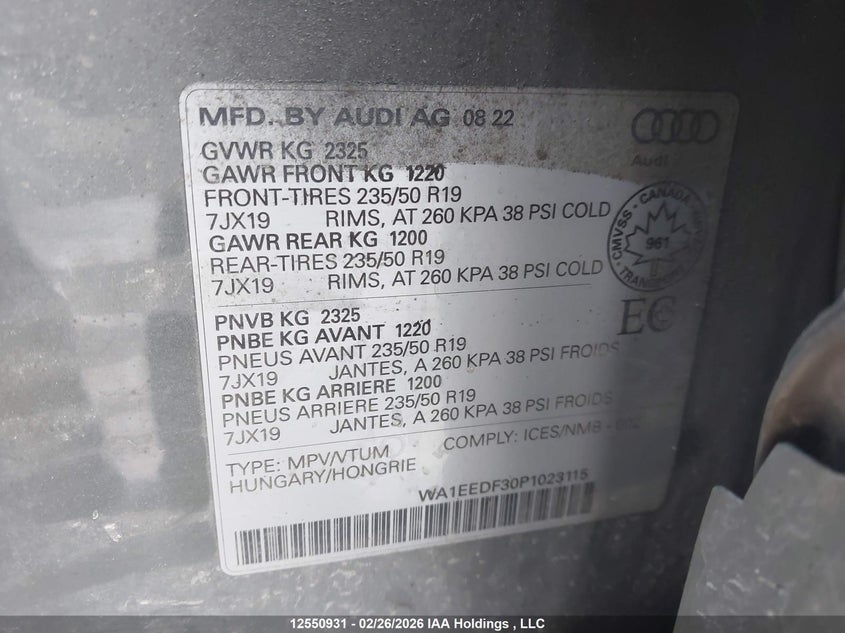 MFD. BY AUDI AG 08 22
Audi
GVWR KG 2325
GAWR FRONT KG 1220
FRONT-TIRES 235/50 R19
7JX19 RIMS, AT 260 KPA 38 PSI COLD
GAWR REAR KG 1200
REAR-TIRES 235/50 R19
7JX19 RIMS, AT 260 KPA 38 PSI COLD
CMVSS - CANADA
961
EC
PNVB KG 2325
PNBE KG AVANT 1220
PNEUS AVANT 235/50 R19
7JX19 JANTES, A 260 KPA 38 PSI FROIDS
PNBE KG ARRIERE 1200
PNEUS ARRIERE 235/50 R19
7JX19 JANTES, A 260 KPA 38 PSI FROIDS
TYPE: MPV/VTUM COMPLY: ICES/NMB - 002
HUNGARY/HONGRIE
WA1EEDF30P1023115
12550931 - 02/26/2026 IAA Holdings , LLC